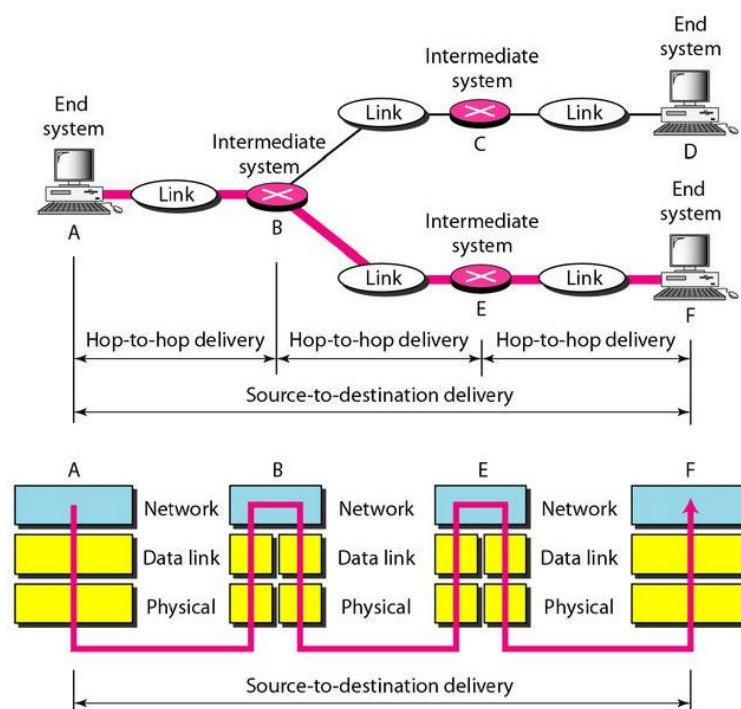 End
system
Intermediate
system
Link
C
Link
D
End
system
Intermediate
system
Link
A
B
End
system
Intermediate
system
Link
E
Link
F
Hop-to-hop delivery
Hop-to-hop delivery
Hop-to-hop delivery
Source-to-destination delivery
A
B
E
F
Network
Network
Network
Data link
Data link
Data link
Physical
Physical
Physical
Source-to-destination delivery